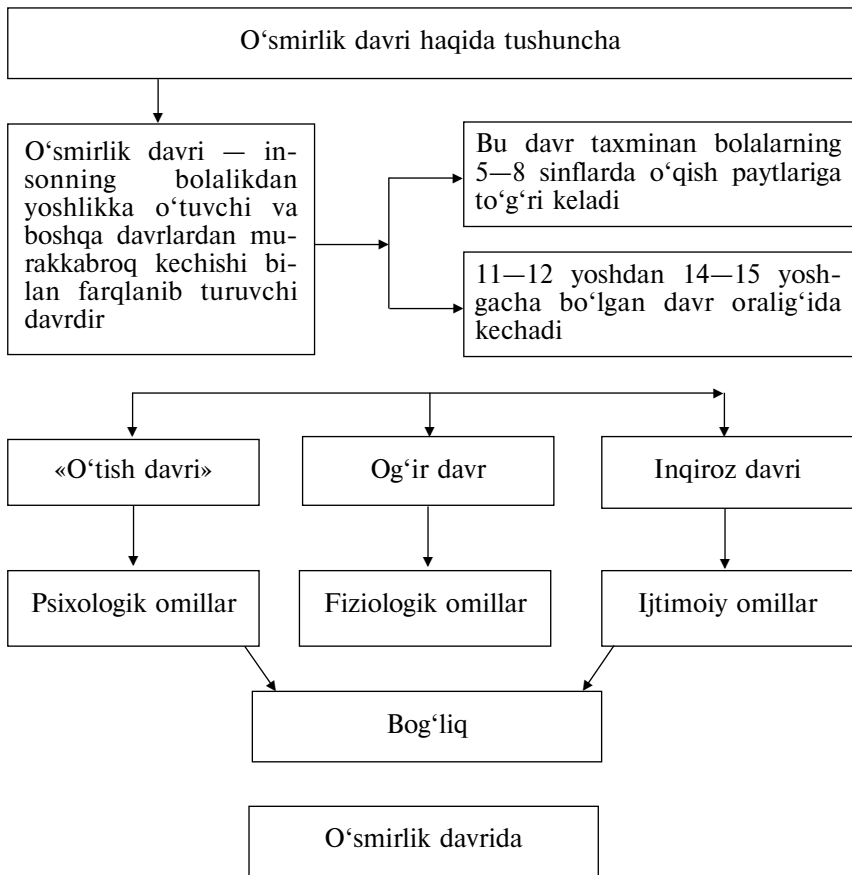 O‘smirlik davri haqida tushuncha
O‘smirlik davri — in-
sonning bolalikdan
yoshlikka o‘tuvchi va
boshqa davrlardan mu-
rakkabroq kechishi bi-
lan farqlanib turuvchi
davrdir
Bu davr taxminan bolalarning
5—8 sinflarda o‘qish paytlariga
to‘g‘ri keladi
11—12 yoshdan 14—15 yosh-
gacha bo‘lgan davr oralig‘ida
kechadi
«O‘tish davri»
Og‘ir davr
Inqiroz davri
Psixologik omillar
Fiziologik omillar
Ijtimoiy omillar
Bog‘liq
O‘smirlik davrida